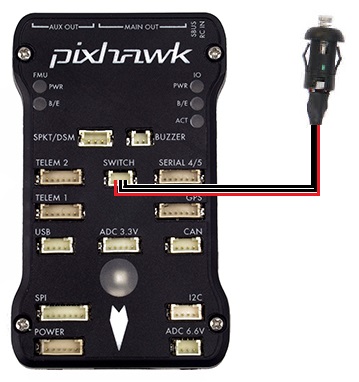 AUX OUT MAIN OUT SBUS
RC IN
pixhawk
FMU IO
PWR PWR
B/E B/E
ACT
SPKT/DSM BUZZER
TELEM 2 SWITCH SERIAL 4/5
TELEM 1 GPS
USB ADC 3.3V CAN
SPI I2C
POWER ADC 6.6V